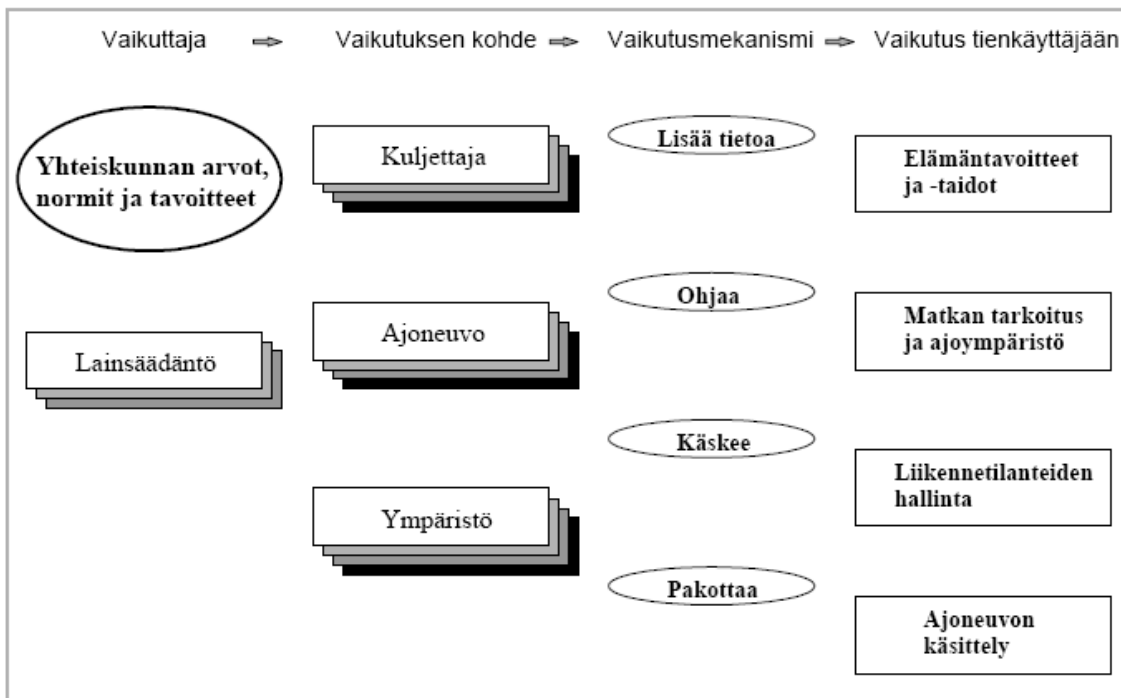 Vaikuttaja ⇒ Vaikutuksen kohde ⇒ Vaikutusmekanismi ⇒ Vaikutus tienkäyttäjään
Yhteiskunnan arvot,
normit ja tavoitteet
Lainsäädäntö
Kuljettaja
Ajoneuvo
Ympäristö
Lisää tietoa
Ohjaa
Käskee
Pakottaa
Elämäntavoitteet
ja -taidot
Matkan tarkoitus
ja ajoympäristö
Liikennetilanteiden
hallinta
Ajoneuvon
käsittely